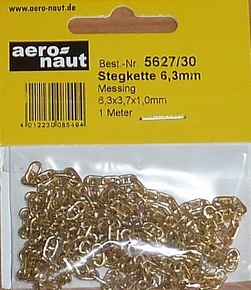 www.aero-naut.de
aero-
naut
Best.-Nr. 5627/30
Stegkette 6,3mm
Messing
6,3x3,7x1,0mm
1 Meter
4 012230 085494